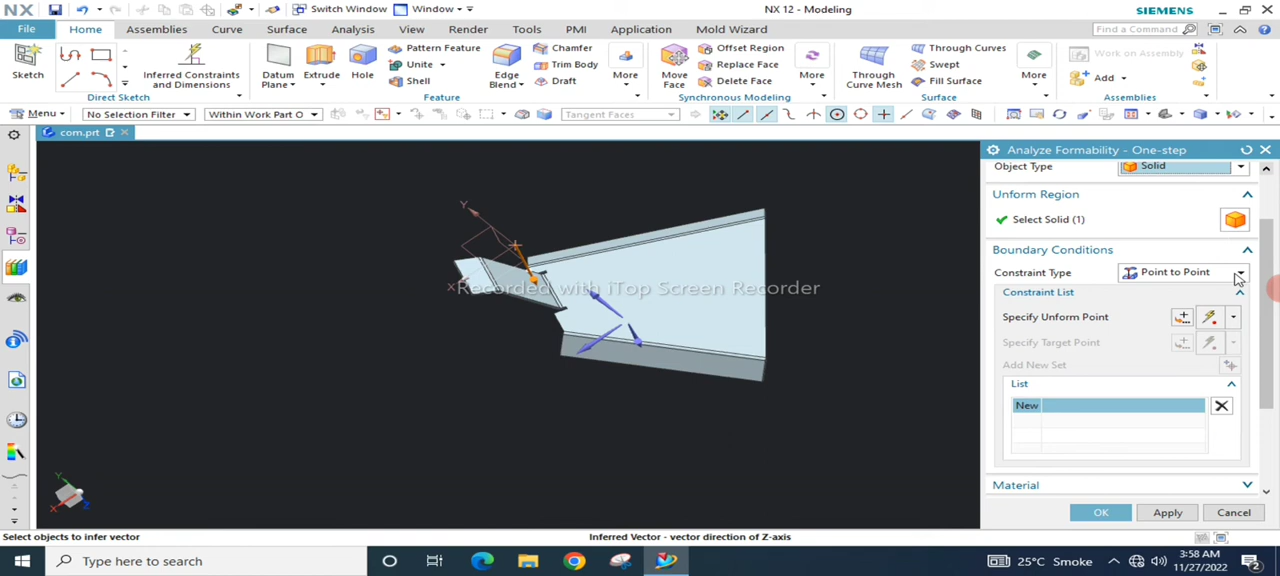 NX Switch Window Window NX 12 - Modeling SIEMENS
File Home Assemblies Curve Surface Analysis View Render Tools PMI Application Mold Wizard Find a Command
Sketch
Direct Sketch
Inferred Constraints and Dimensions
Datum Plane
Extrude
Hole
Pattern Feature
Unite
Shell
Edge Blend
Chamfer
Trim Body
Draft
More
Feature
Move Face
Offset Region
Replace Face
Delete Face
More
Synchronous Modeling
Through Curve Mesh
Through Curves
Swept
Fill Surface
More
Surface
Work on Assembly
Add
Assemblies
Menu No Selection Filter Within Work Part O Tangent Faces
com.prt
Analyze Formability - One-step
Object Type Solid
Unform Region
Select Solid (1)
Boundary Conditions
Constraint Type Point to Point
Constraint List
Specify Unform Point
Specify Target Point
Add New Set
List
New
Material
OK Apply Cancel
Y
X
Recorded with iTop Screen Recorder
Y
X Z
Select objects to infer vector Inferred Vector - vector direction of Z-axis
Type here to search 25°C Smoke 3:58 AM
11/27/2022 2